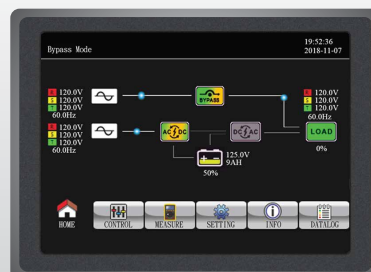 Bypass Mode
19:52:36
2018-11-07
R 120.0V
S 120.0V
T 120.0V
60.0Hz
BYPASS
R 120.0V
S 120.0V
T 120.0V
60.0Hz
R 120.0V
S 120.0V
T 120.0V
60.0Hz
AC DC
DC AC
LOAD
0%
125.0V
9AH
50%
HOME
CONTROL
MEASURE
SETTING
INFO
DATALOG